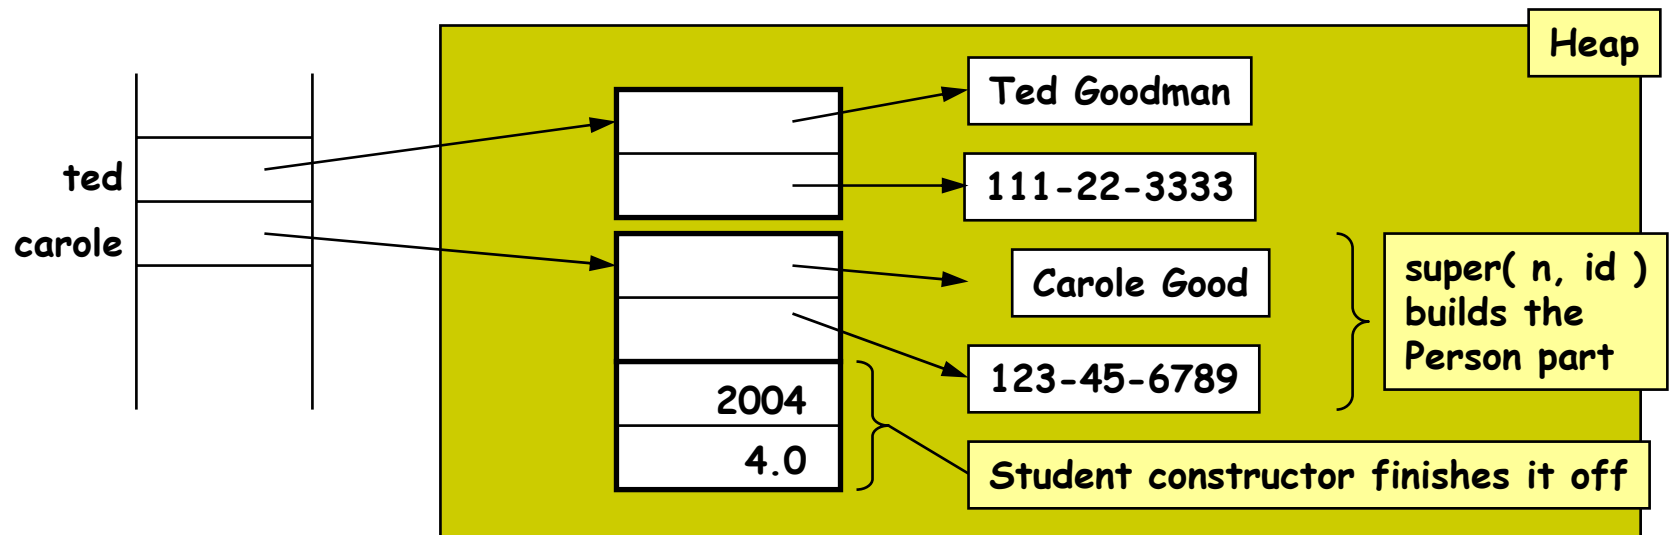 Heap
Ted Goodman
ted
111-22-3333
carole
Carole Good
super( n, id )
builds the
Person part
123-45-6789
2004
4.0
Student constructor finishes it off